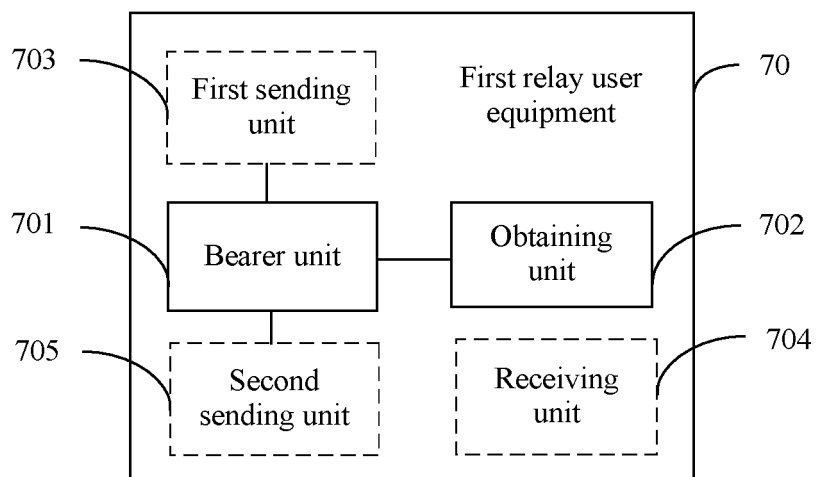 703
First sending
unit
First relay user
equipment
70
701
Bearer unit
Obtaining
unit
702
705
Second
sending unit
Receiving
unit
704